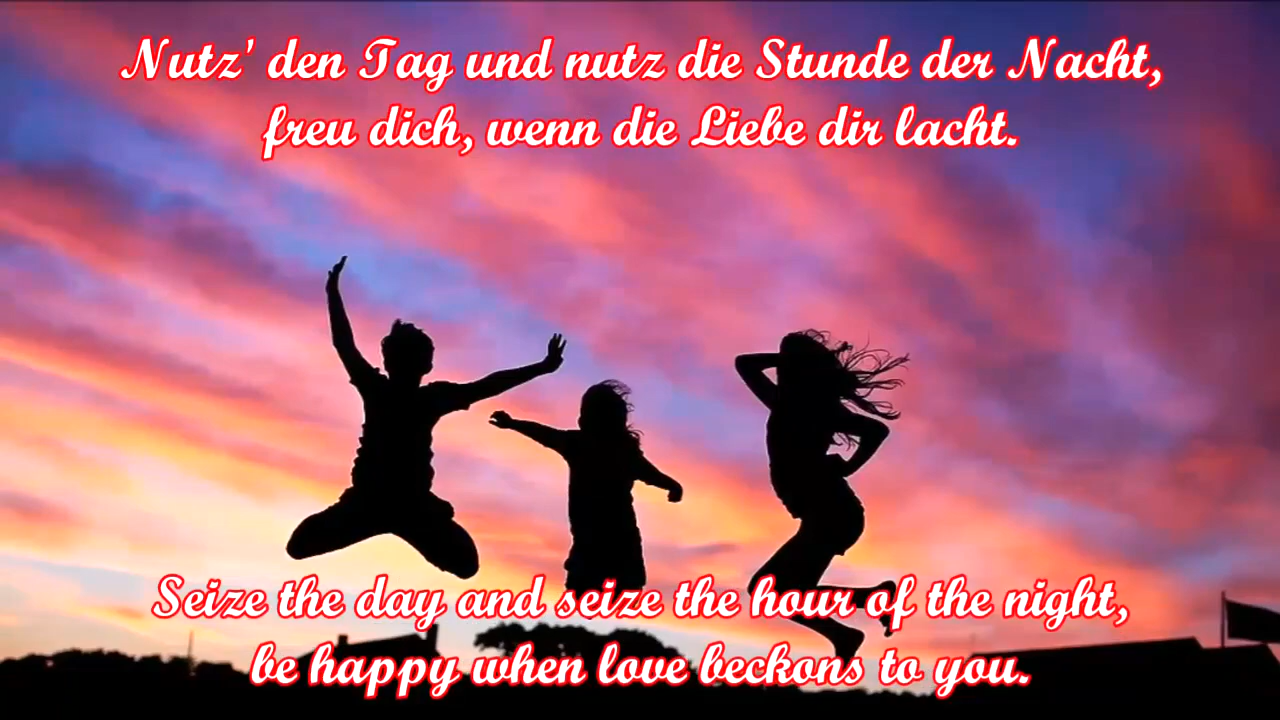 Nutz' den Tag und nutz die Stunde der Nacht,
freu dich, wenn die Liebe dir lacht.
Seize the day and seize the hour of the night,
be happy when love beckons to you.